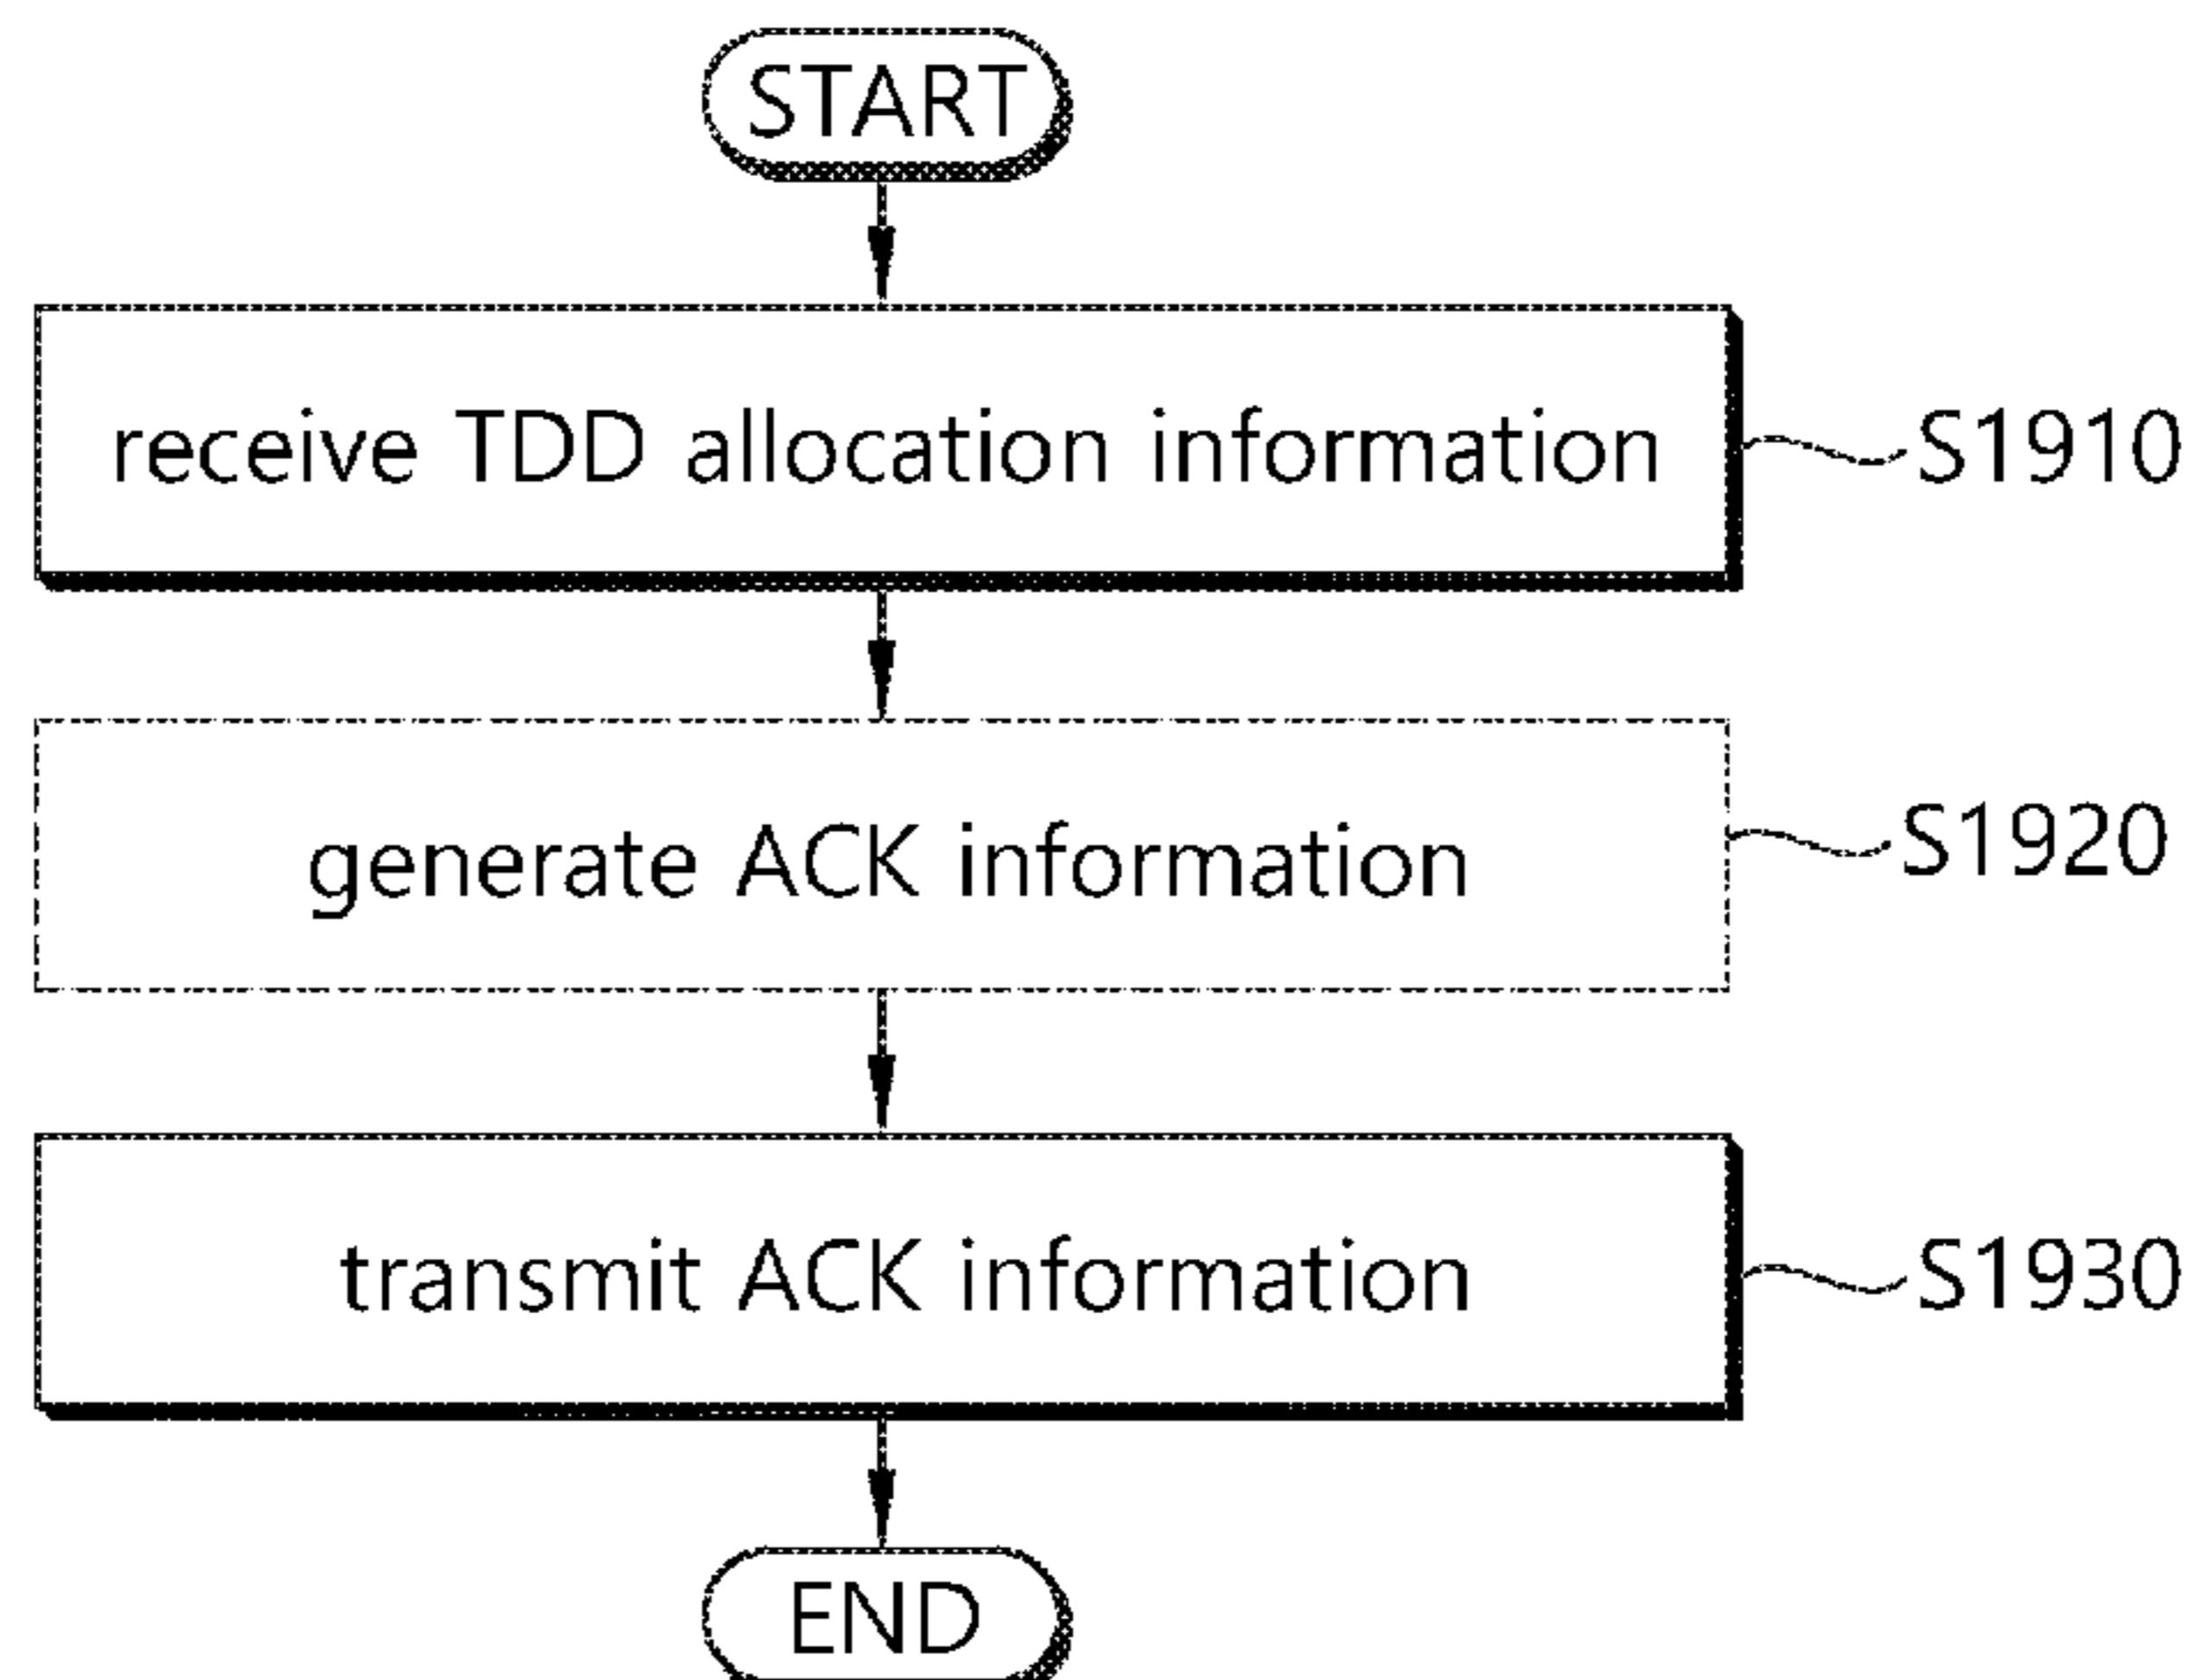 START
receive TDD allocation information
S1910
generate ACK information
S1920
transmit ACK information
S1930
END